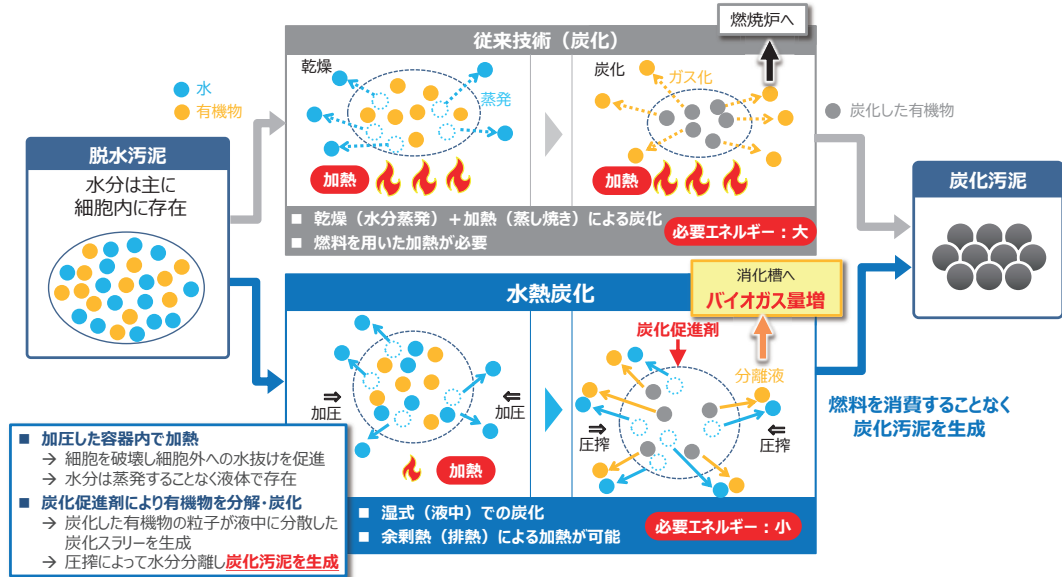 燃焼炉へ
従来技術（炭化）
乾燥
蒸発
加熱
炭化
ガス化
加熱
水
有機物
炭化した有機物
脱水汚泥
水分は主に
細胞内に存在
■ 乾燥（水分蒸発）＋加熱（蒸し焼き）による炭化
■ 燃料を用いた加熱が必要
必要エネルギー：大
炭化汚泥
水熱炭化
消化槽へ
バイオガス量増
炭化促進剤
分離液
⇒
加圧
⇐
加圧
加熱
⇒
圧搾
⇐
圧搾
燃料を消費することなく
炭化汚泥を生成
■ 加圧した容器内で加熱
→ 細胞を破壊し細胞外への水抜けを促進
→ 水分は蒸発することなく液体で存在
■ 炭化促進剤により有機物を分解・炭化
→ 炭化した有機物の粒子が液中に分散した
炭化スラリーを生成
→ 圧搾によって水分分離し炭化汚泥を生成
■ 湿式（液中）での炭化
■ 余剰熱（排熱）による加熱が可能
必要エネルギー：小